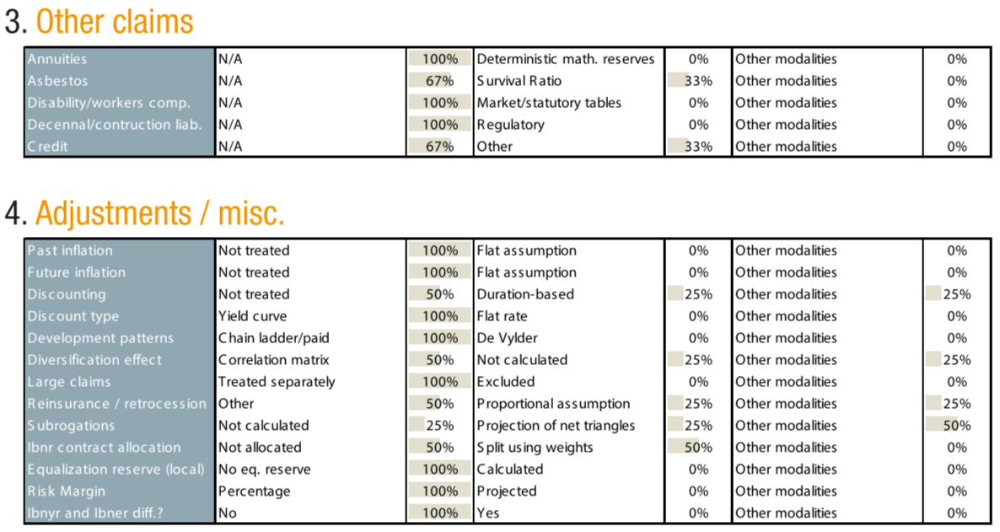 3. Other claims
Annuities N/A 100% Deterministic math. reserves 0% Other modalities 0%
Asbestos N/A 67% Survival Ratio 33% Other modalities 0%
Disability/workers comp. N/A 100% Market/statutory tables 0% Other modalities 0%
Decennal/contruction liab. N/A 100% Regulatory 0% Other modalities 0%
Credit N/A 67% Other 33% Other modalities 0%
4. Adjustments / misc.
Past inflation Not treated 100% Flat assumption 0% Other modalities 0%
Future inflation Not treated 100% Flat assumption 0% Other modalities 0%
Discounting Not treated 50% Duration-based 25% Other modalities 25%
Discount type Yield curve 100% Flat rate 0% Other modalities 0%
Development patterns Chain ladder/paid 100% De Vylder 0% Other modalities 0%
Diversification effect Correlation matrix 50% Not calculated 25% Other modalities 25%
Large claims Treated separately 100% Excluded 0% Other modalities 0%
Reinsurance / retrocession Other 50% Proportional assumption 25% Other modalities 25%
Subrogations Not calculated 25% Projection of net triangles 25% Other modalities 50%
Ibnr contract allocation Not allocated 50% Split using weights 50% Other modalities 0%
Equalization reserve (local) No eq. reserve 100% Calculated 0% Other modalities 0%
Risk Margin Percentage 100% Projected 0% Other modalities 0%
Ibnyr and Ibner diff.? No 100% Yes 0% Other modalities 0%